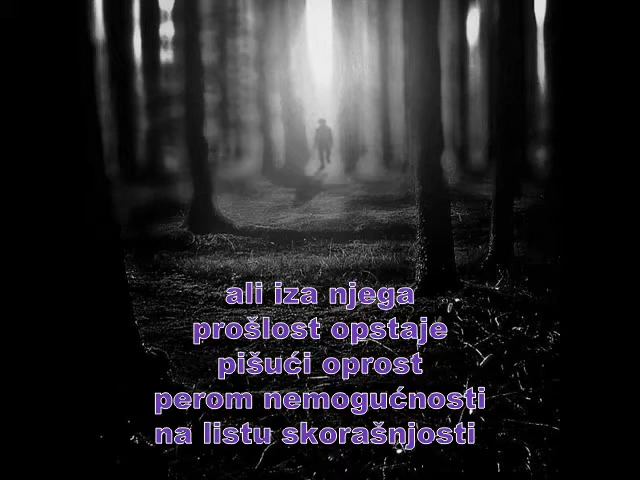 ali iza njega
prošlost opstaje
pišući oprost
perom nemogućnosti
na listu skorašnjosti